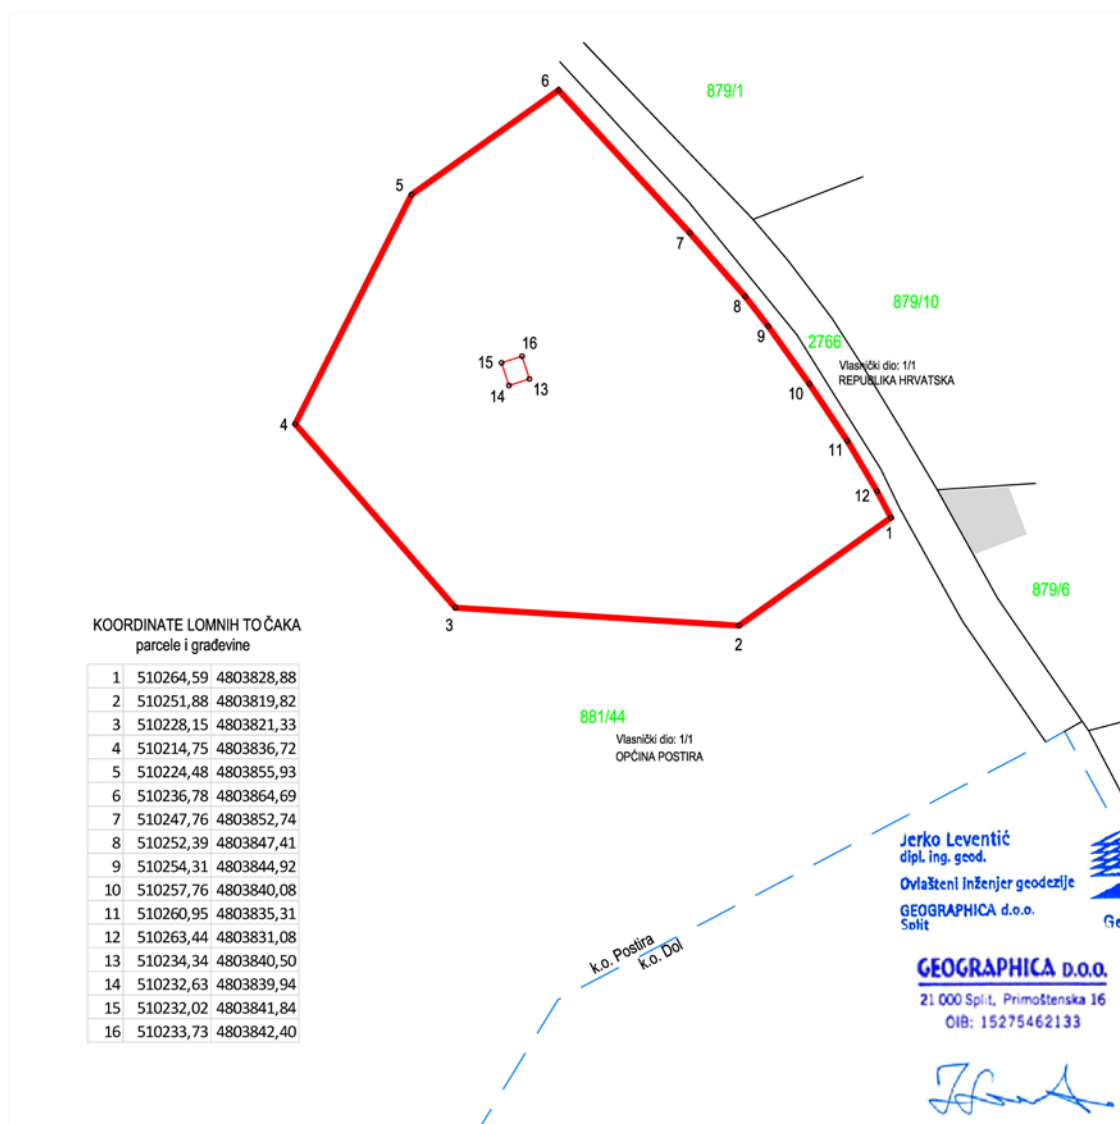 6
879/1
5
7
879/10
8
9
2766
16
15
Vlasnički dio: 1/1
REPUBLIKA HRVATSKA
14
13
10
4
11
12
1
879/6
3
2
KOORDINATE LOMNIH TOČAKA
parcele i građevine
1 510264,59 4803828,88
2 510251,88 4803819,82
3 510228,15 4803821,33
4 510214,75 4803836,72
5 510224,48 4803855,93
6 510236,78 4803864,69
7 510247,76 4803852,74
8 510252,39 4803847,41
9 510254,31 4803844,92
10 510257,76 4803840,08
11 510260,95 4803835,31
12 510263,44 4803831,08
13 510234,34 4803840,50
14 510232,63 4803839,94
15 510232,02 4803841,84
16 510233,73 4803842,40
881/44
Vlasnički dio: 1/1
OPĆINA POSTIRA
k.o. Postira
k.o. Dol
Jerko Leventić
dipl. ing. geod.
Ovlašteni inženjer geodezije
GEOGRAPHICA d.o.o.
Split
Ge
GEOGRAPHICA D.O.O.
21 000 Split, Primoštenska 16
OIB: 15275462133